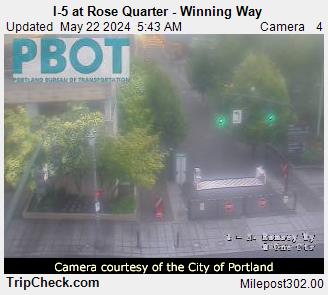 I-5 at Rose Quarter - Winning Way
Updated May 22 2024 5:43 AM Camera 4
PBOT
PORTLAND BUREAU OF TRANSPORTATION
Camera courtesy of the City of Portland
TripCheck.com Milepost302.00